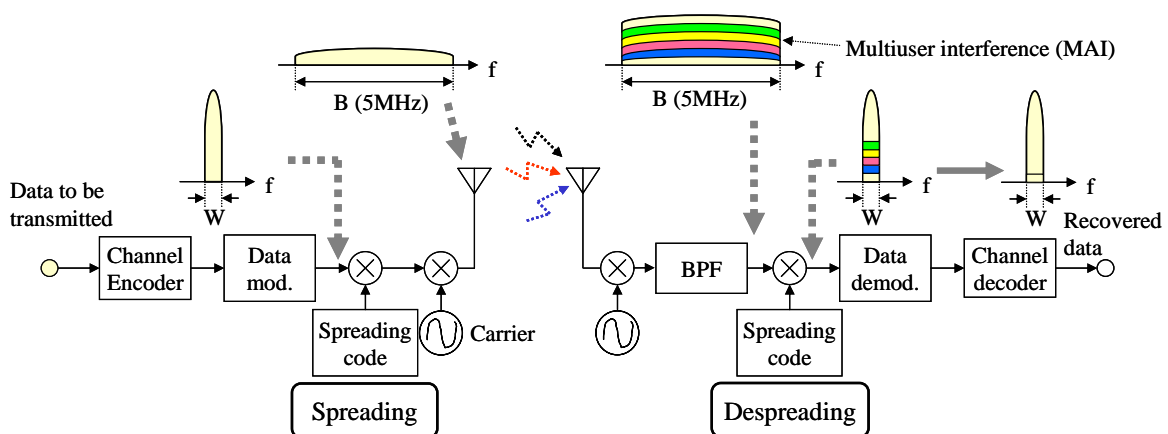 Multiuser interference (MAI)
f
f
B (5MHz)
B (5MHz)
f
f
f
W
W
W
Data to be
transmitted
Recovered
data
Channel
Encoder
Data
mod.
BPF
Data
demod.
Channel
decoder
Spreading
code
Carrier
Spreading
code
Spreading
Despreading